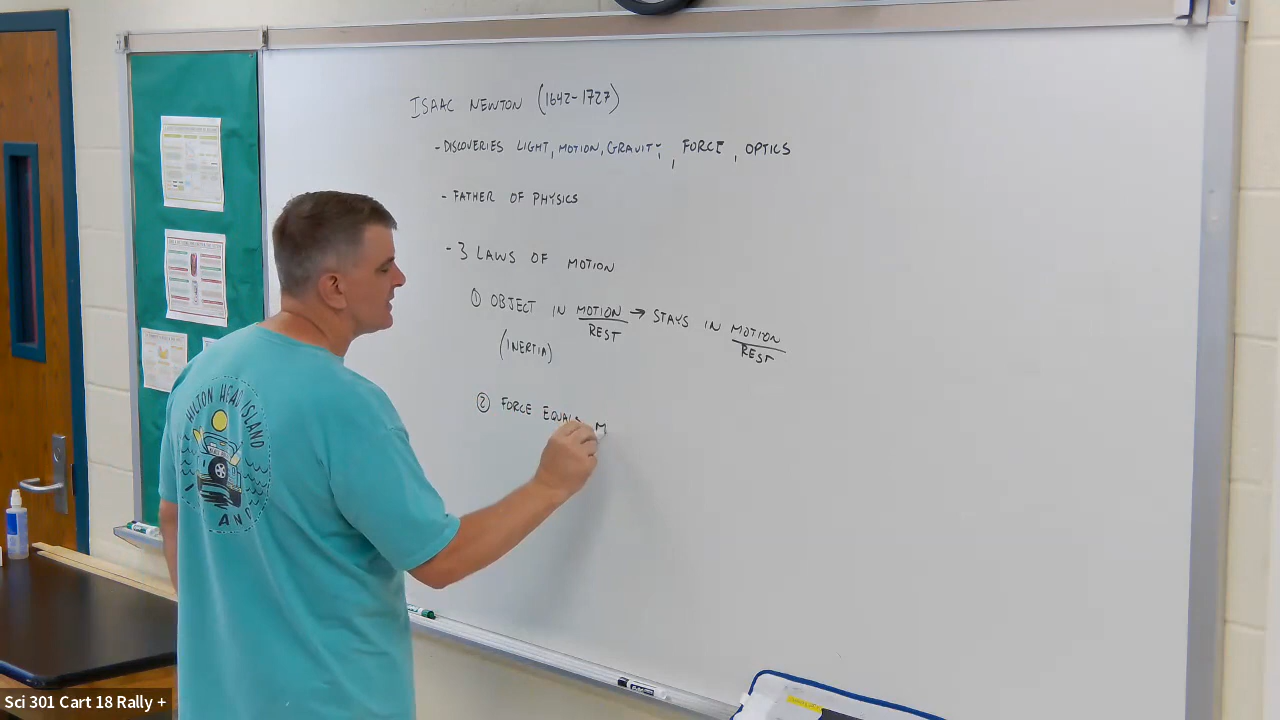 ISAAC NEWTON (1642-1727)
- DISCOVERIES LIGHT, MOTION, GRAVITY, , FORCE , OPTICS
- FATHER OF PHYSICS
- 3 LAWS OF MOTION
① OBJECT IN MOTION → STAYS IN MOTION
REST REST
(INERTIA)
② FORCE EQUALS M
HILTON HEAD ISLAND
Sci 301 Cart 18 Rally +